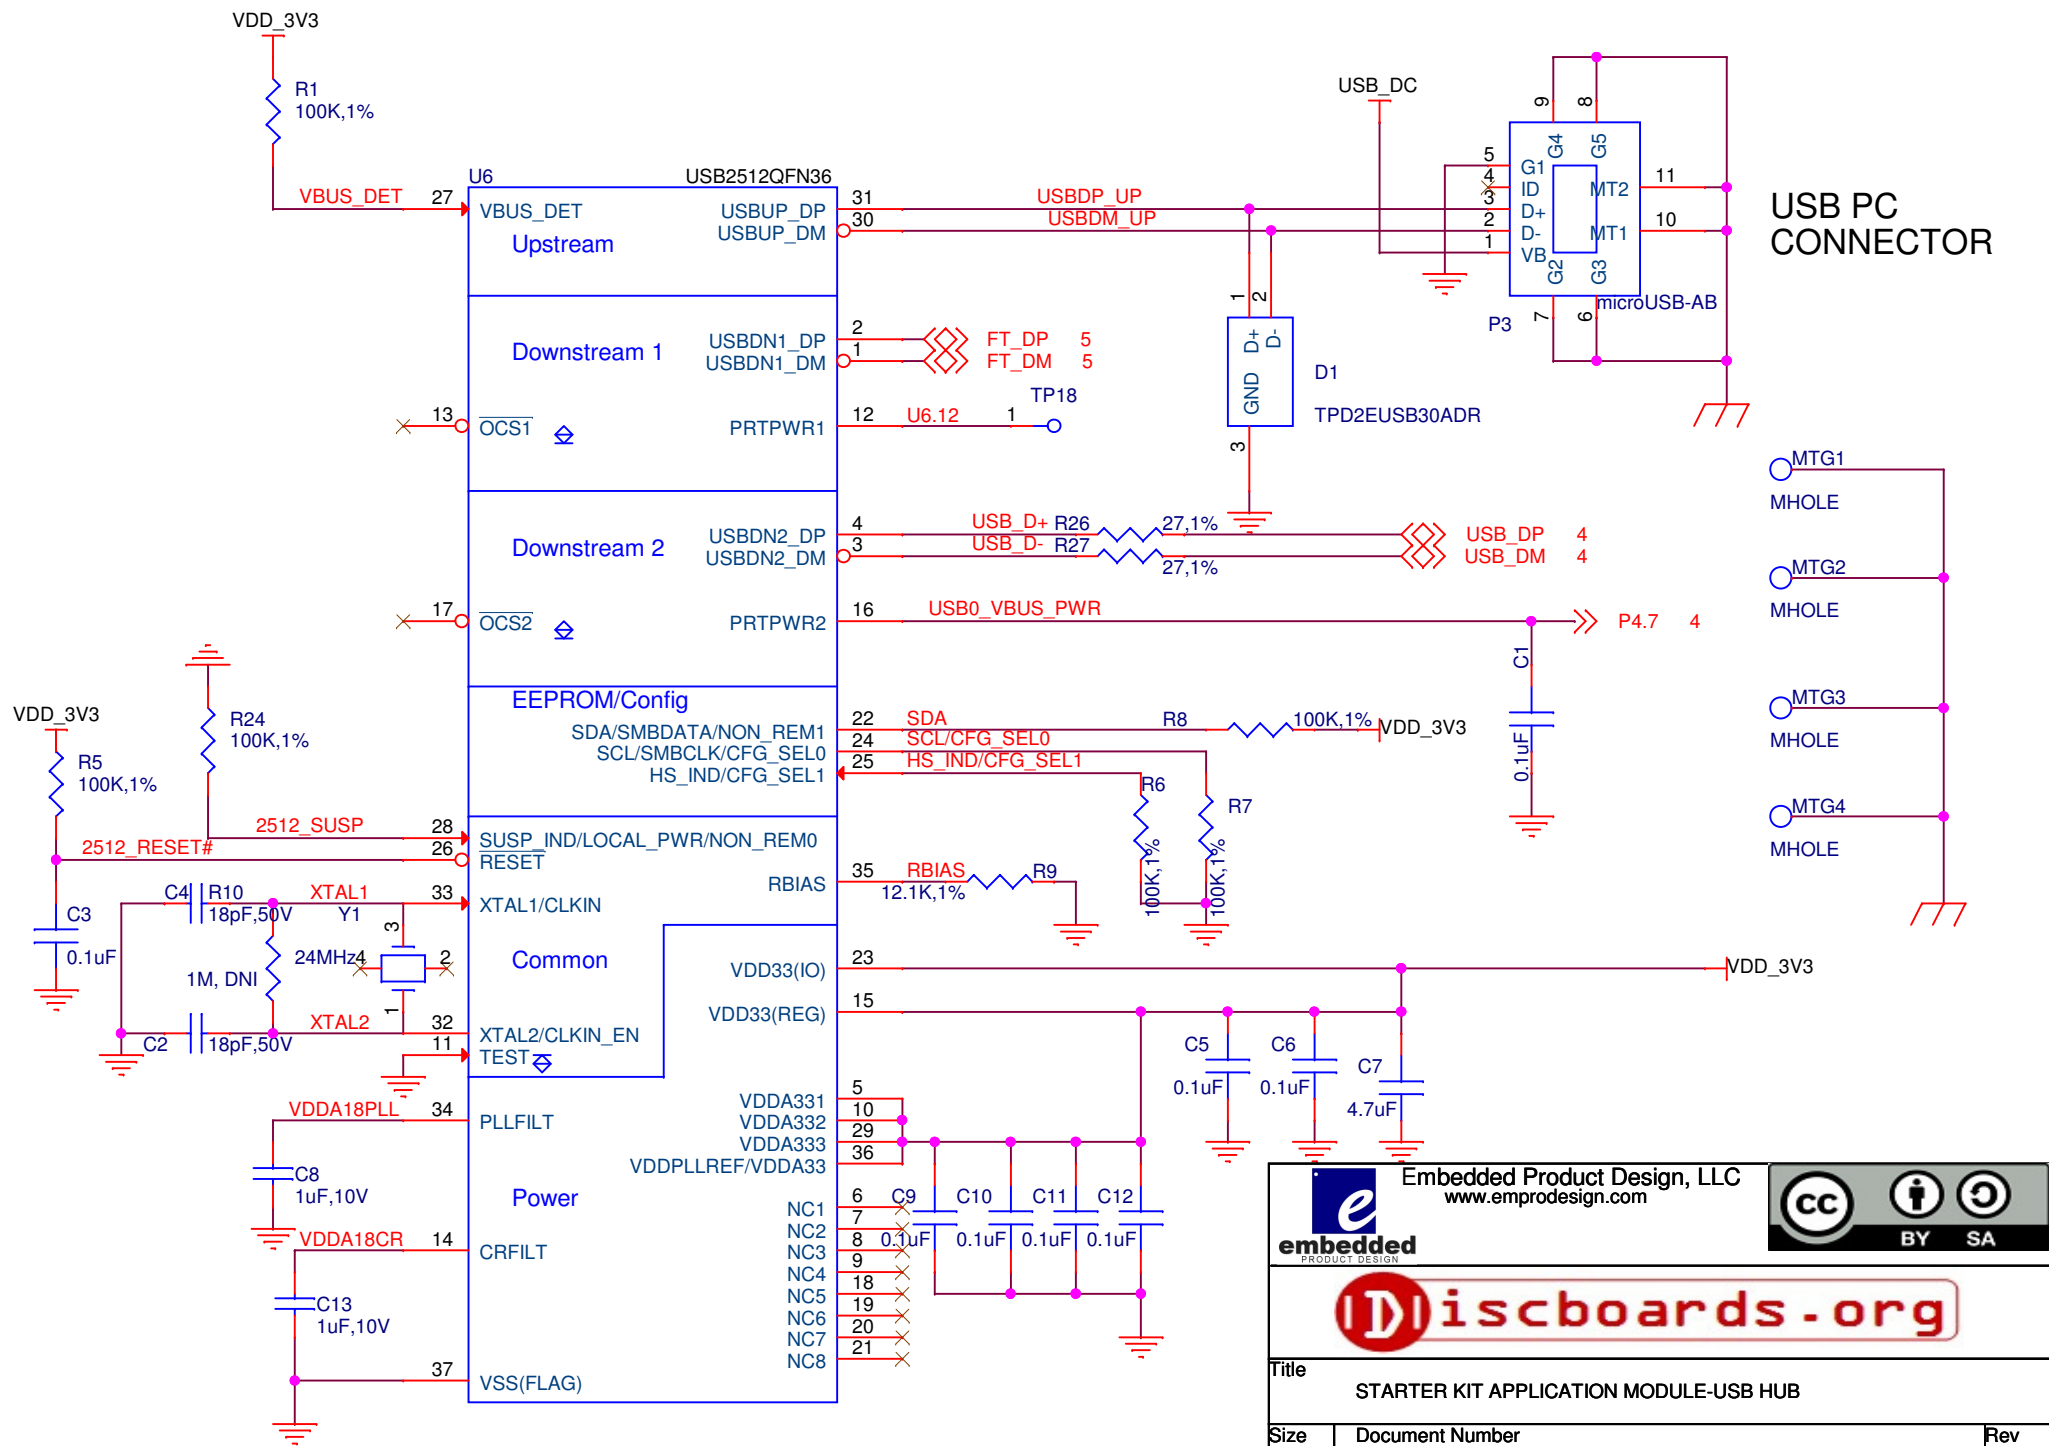 VDD_3V3
R1
100K,1%
VBUS_DET
27
U6
USB2512QFN36
VBUS_DET
Upstream
USBUP_DP
USBUP_DM
31
30
USBDP_UP
USBDM_UP
USB_DC
5
4
3
2
1
G1
ID
D+
D-
VB
9
8
G4
G5
MT2
MT1
G2
G3
11
10
7
6
microUSB-AB
P3
USB PC
CONNECTOR
1
2
D+
D-
GND
3
D1
TPD2EUSB30ADR
Downstream 1
USBDN1_DP
USBDN1_DM
2
1
FT_DP 5
FT_DM 5
13
OCS1
PRTPWR1
12
U6.12
1
TP18
Downstream 2
USBDN2_DP
USBDN2_DM
4
3
USB_D+
USB_D-
R26
R27
27,1%
27,1%
USB_DP 4
USB_DM 4
17
OCS2
PRTPWR2
16
USB0_VBUS_PWR
P4.7 4
C1
0.1uF
MTG1
MHOLE
MTG2
MHOLE
MTG3
MHOLE
MTG4
MHOLE
EEPROM/Config
SDA/SMBDATA/NON_REM1
SCL/SMBCLK/CFG_SEL0
HS_IND/CFG_SEL1
22
24
25
SDA
SCL/CFG_SEL0
HS_IND/CFG_SEL1
R8
100K,1%
VDD_3V3
R6
100K,1%
R7
100K,1%
VDD_3V3
R5
100K,1%
R24
100K,1%
2512_SUSP
2512_RESET#
28
26
SUSP_IND/LOCAL_PWR/NON_REM0
RESET
RBIAS
35
RBIAS
12.1K,1%
R9
C3
0.1uF
C4
R10
18pF,50V
XTAL1
Y1
33
XTAL1/CLKIN
3
24MHz
4
2
1
1M, DNI
C2
18pF,50V
XTAL2
32
XTAL2/CLKIN_EN
11
TEST
Common
VDD33(IO)
23
VDD_3V3
VDD33(REG)
15
C5
0.1uF
C6
0.1uF
C7
4.7uF
VDDA18PLL
34
PLLFILT
C8
1uF,10V
VDDA18CR
14
CRFILT
C13
1uF,10V
37
VSS(FLAG)
Power
VDDA331
VDDA332
VDDA333
VDDPLLREF/VDDA33
5
10
29
36
NC1
NC2
NC3
NC4
NC5
NC6
NC7
NC8
6
7
8
9
18
19
20
21
C9
0.1uF
C10
0.1uF
C11
0.1uF
C12
0.1uF
e
embedded
PRODUCT DESIGN
Embedded Product Design, LLC
www.emprodesign.com
cc
BY SA
Discboards.org
Title
STARTER KIT APPLICATION MODULE-USB HUB
Size
Document Number
Rev